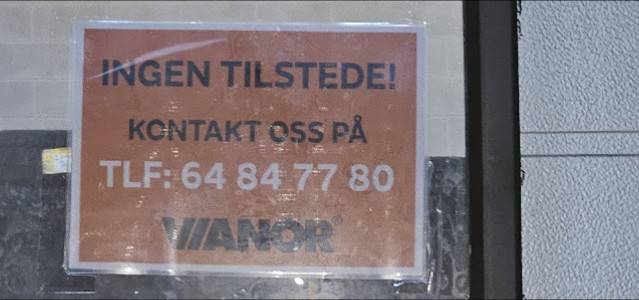 INGEN TILSTEDE!
KONTAKT OSS PÅ
TLF: 64 84 77 80
VIANOR®